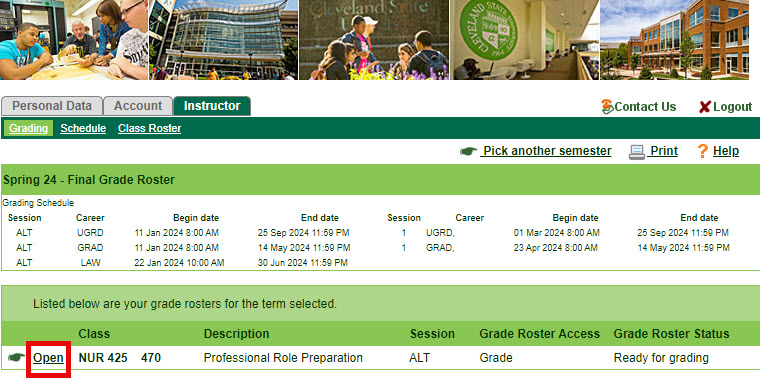 Cleveland State
CLEVELAND STATE
Personal Data Account Instructor
Contact Us Logout
Grading Schedule Class Roster
Pick another semester Print Help
Spring 24 - Final Grade Roster
Grading Schedule
Session Career Begin date End date Session Career Begin date End date
ALT UGRD 11 Jan 2024 8:00 AM 25 Sep 2024 11:59 PM 1 UGRD, 01 Mar 2024 8:00 AM 25 Sep 2024 11:59 PM
ALT GRAD 11 Jan 2024 8:00 AM 14 May 2024 11:59 PM 1 GRAD, 23 Apr 2024 8:00 AM 14 May 2024 11:59 PM
ALT LAW 22 Jan 2024 10:00 AM 30 Jun 2024 11:59 PM
Listed below are your grade rosters for the term selected.
Class Description Session Grade Roster Access Grade Roster Status
Open NUR 425 470 Professional Role Preparation ALT Grade Ready for grading